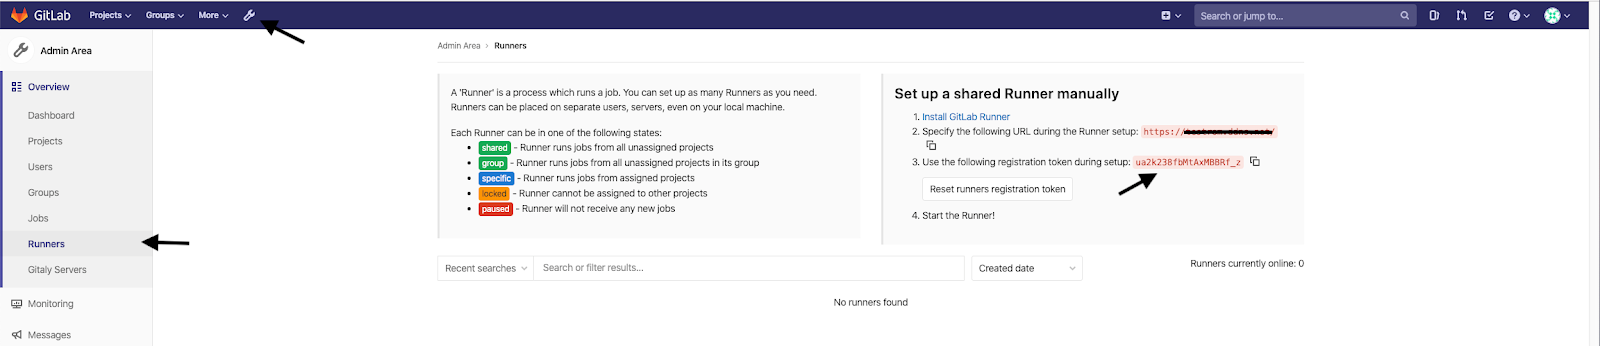 GitLab Projects Groups More Search or jump to...
Admin Area
Overview
Dashboard
Projects
Users
Groups
Jobs
Runners
Gitaly Servers
Monitoring
Messages
Admin Area > Runners
A 'Runner' is a process which runs a job. You can set up as many Runners as you need.
Runners can be placed on separate users, servers, even on your local machine.
Each Runner can be in one of the following states:
• shared - Runner runs jobs from all unassigned projects
• group - Runner runs jobs from all unassigned projects in its group
• specific - Runner runs jobs from assigned projects
• locked - Runner cannot be assigned to other projects
• paused - Runner will not receive any new jobs
Set up a shared Runner manually
1. Install GitLab Runner
2. Specify the following URL during the Runner setup: https://
3. Use the following registration token during setup: ua2k238fbMtAxMBBRf_z
Reset runners registration token
4. Start the Runner!
Recent searches Search or filter results... Created date Runners currently online: 0
No runners found